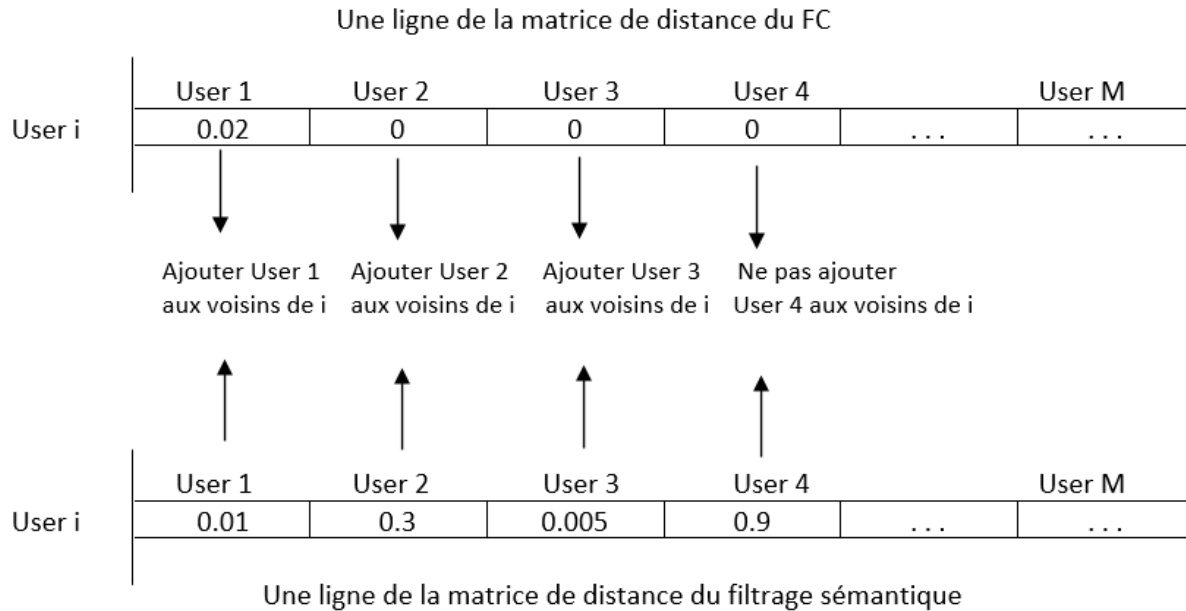 Une ligne de la matrice de distance du FC
User 1 User 2 User 3 User 4 User M
User i 0.02 0 0 0 . . . . . .
Ajouter User 1 Ajouter User 2 Ajouter User 3 Ne pas ajouter
aux voisins de i aux voisins de i aux voisins de i User 4 aux voisins de i
User 1 User 2 User 3 User 4 User M
User i 0.01 0.3 0.005 0.9 . . . . . .
Une ligne de la matrice de distance du filtrage sémantique